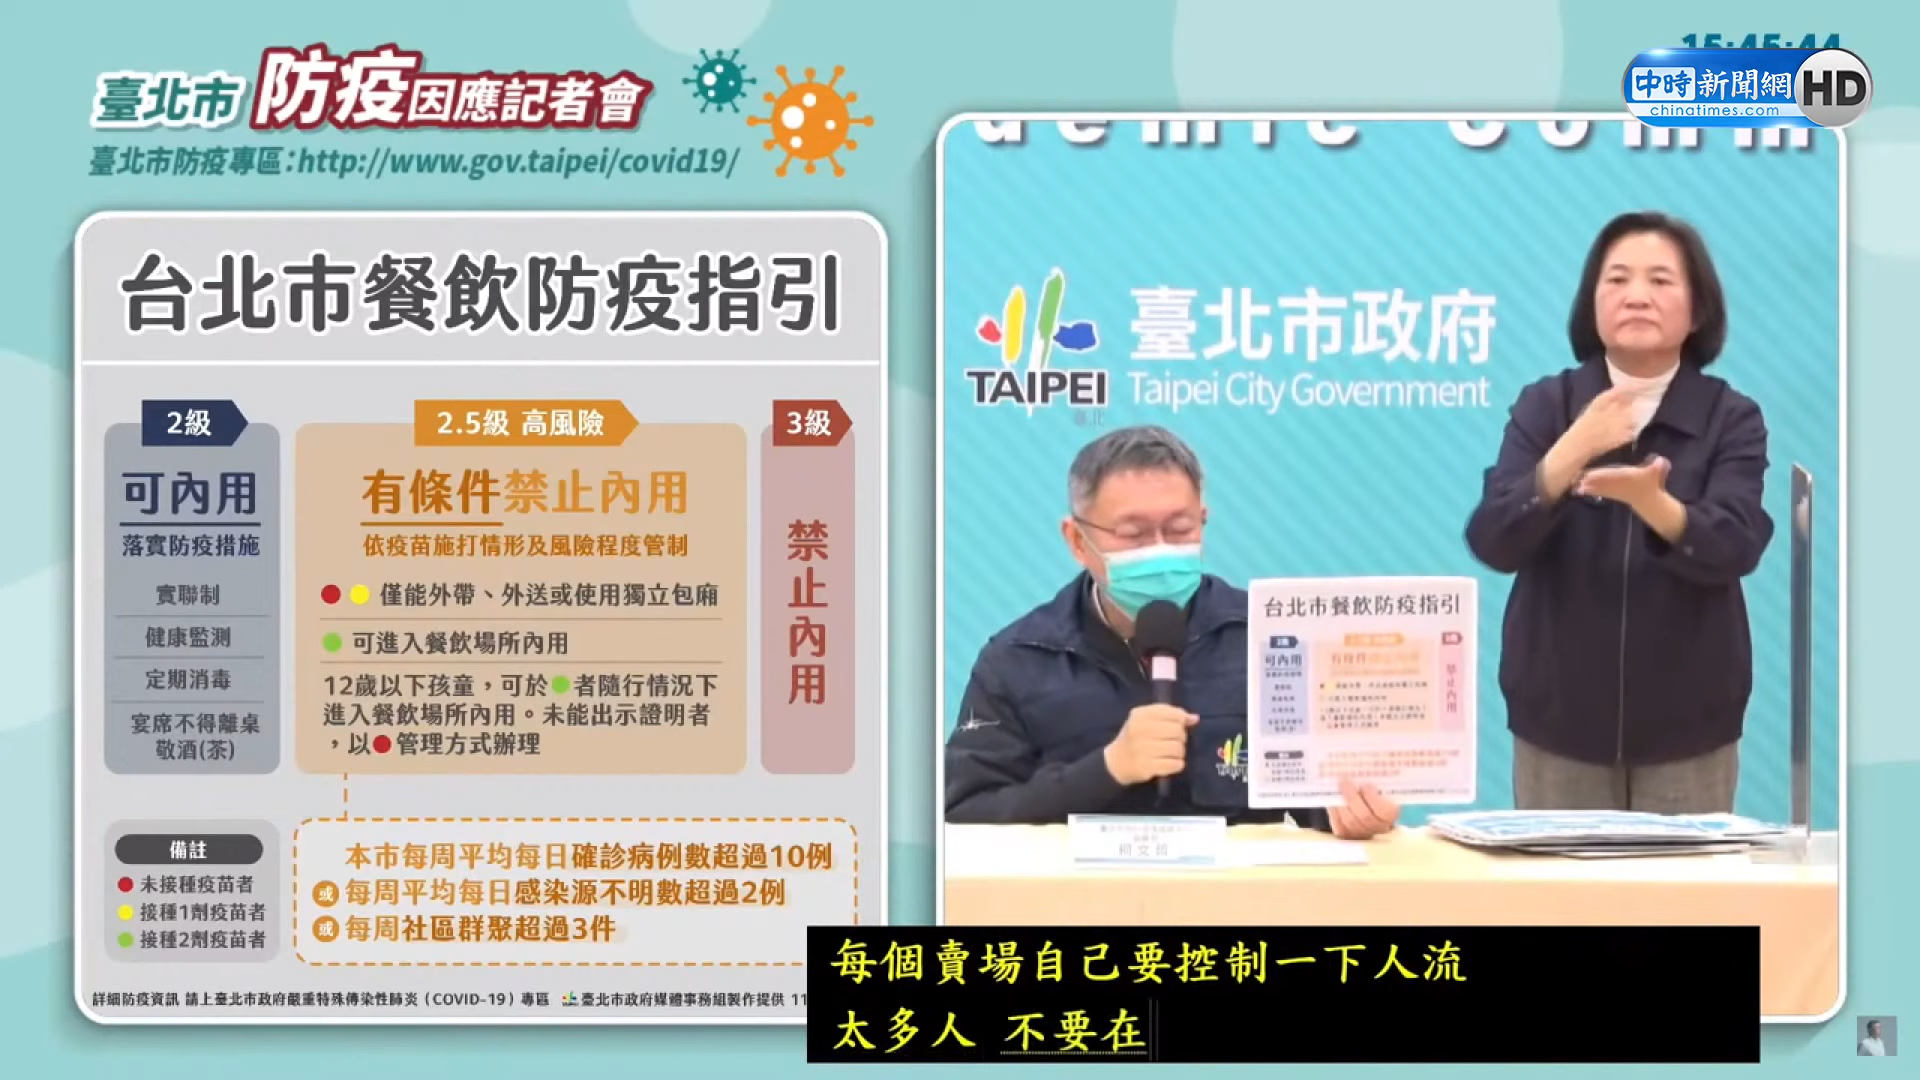 臺北市防疫因應記者會
臺北市防疫專區:http://www.gov.taipei/covid19/
15:45:44
中時新聞網 HD
chinatimes.com
台北市餐飲防疫指引
2級
可內用
落實防疫措施
實聯制
健康監測
定期消毒
宴席不得離桌
敬酒(茶)
2.5級 高風險
有條件禁止內用
依疫苗施打情形及風險程度管制
僅能外帶、外送或使用獨立包廂
可進入餐飲場所內用
12歲以下孩童，可於者隨行情況下
進入餐飲場所內用。未能出示證明者
，以管理方式辦理
3級
禁止內用
備註
未接種疫苗者
接種1劑疫苗者
接種2劑疫苗者
本市每周平均每日確診病例數超過10例
或 每周平均每日感染源不明數超過2例
或 每周社區群聚超過3件
詳細防疫資訊 請上臺北市政府嚴重特殊傳染性肺炎（COVID-19）專區 臺北市政府媒體事務組製作提供 11
臺北市政府
TAIPEI
臺北
Taipei City Government
台北市餐飲防疫指引
可內用
禁止內用
柯文哲
每個賣場自己要控制一下人流
太多人 不要在